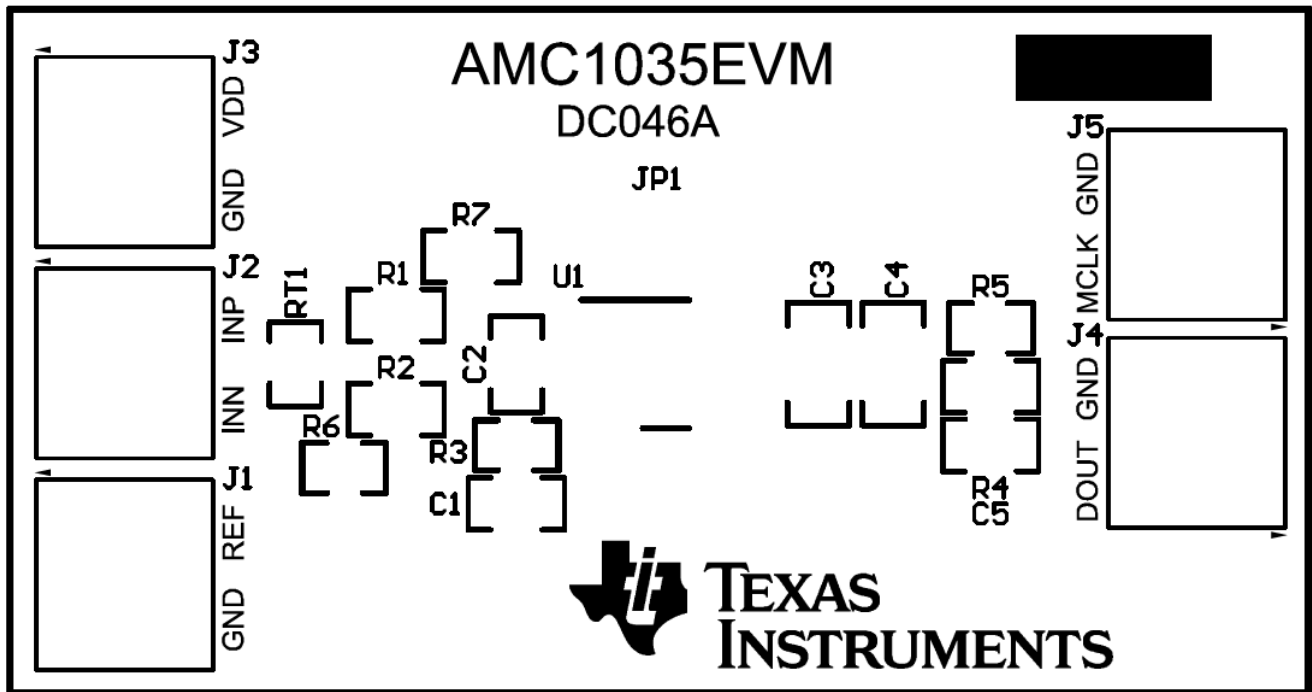 AMC1035EVM
DC046A
JP1
J3
VDD
GND
J2
INP
INN
J1
REF
GND
RT1
R1
R7
R2
R6
C2
R3
C1
U1
C3
C4
R5
R4
C5
J5
GND
MCLK
J4
GND
DOUT
TEXAS
INSTRUMENTS